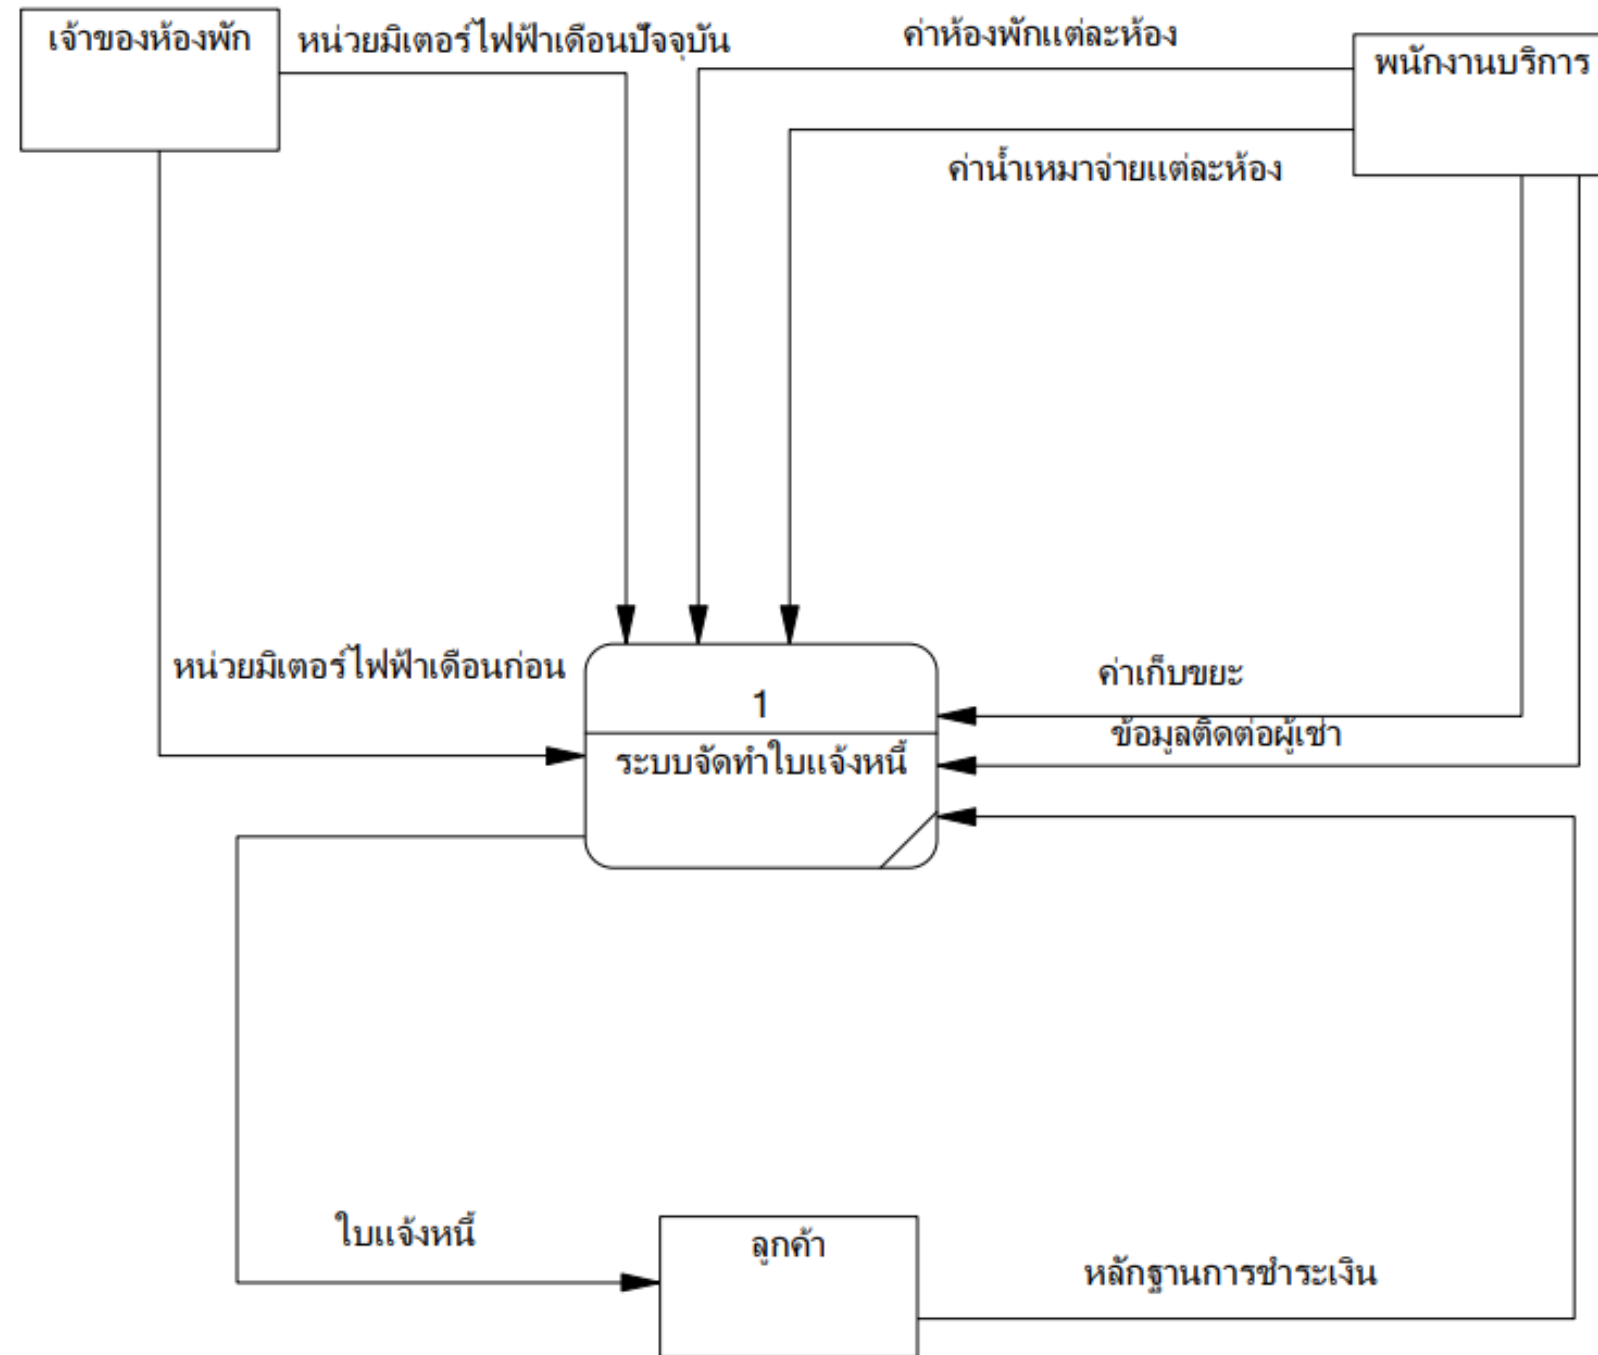 เจ้าของห้องพัก
หน่วยมิเตอร์ไฟฟ้าเดือนปัจจุบัน
ค่าห้องพักแต่ละห้อง
พนักงานบริการ
ค่าน้ำเหมาจ่ายแต่ละห้อง
หน่วยมิเตอร์ไฟฟ้าเดือนก่อน
1
ระบบจัดทำใบแจ้งหนี้
ค่าเก็บขยะ
ข้อมูลติดต่อผู้เช่า
ใบแจ้งหนี้
ลูกค้า
หลักฐานการชำระเงิน